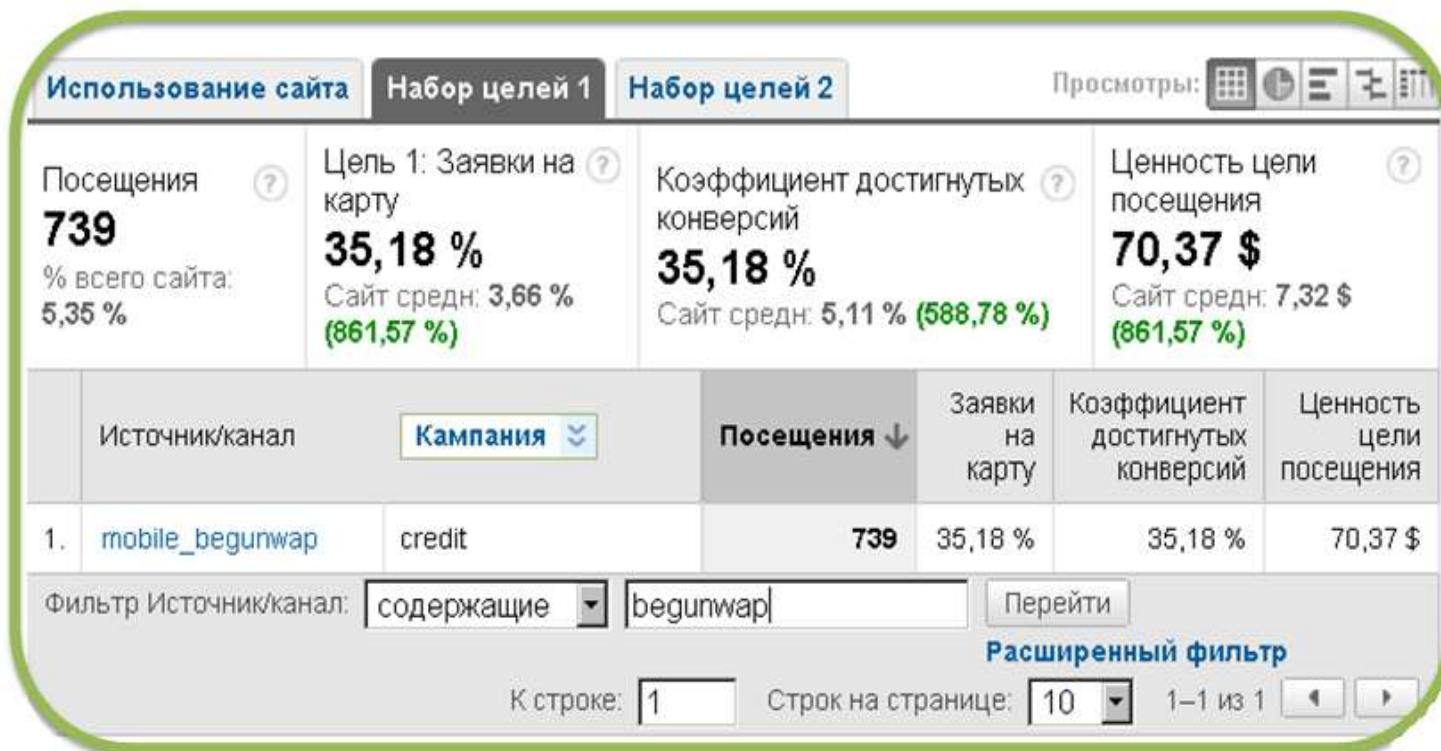 Использование сайта
Набор целей 1
Набор целей 2
Просмотры:
Посещения ?
739
% всего сайта:
5,35 %
Цель 1: Заявки на ?
карту
35,18 %
Сайт средн: 3,66 %
(861,57 %)
Коэффициент достигнутых ?
конверсий
35,18 %
Сайт средн: 5,11 % (588,78 %)
Ценность цели ?
посещения
70,37 $
Сайт средн: 7,32 $
(861,57 %)
Источник/канал
Кампания
Посещения
Заявки
на
карту
Коэффициент
достигнутых
конверсий
Ценность
цели
посещения
1. mobile_begunwap credit 739 35,18 % 35,18 % 70,37 $
Фильтр Источник/канал: содержащие begunwap Перейти
Расширенный фильтр
К строке: 1 Строк на странице: 10 1–1 из 1